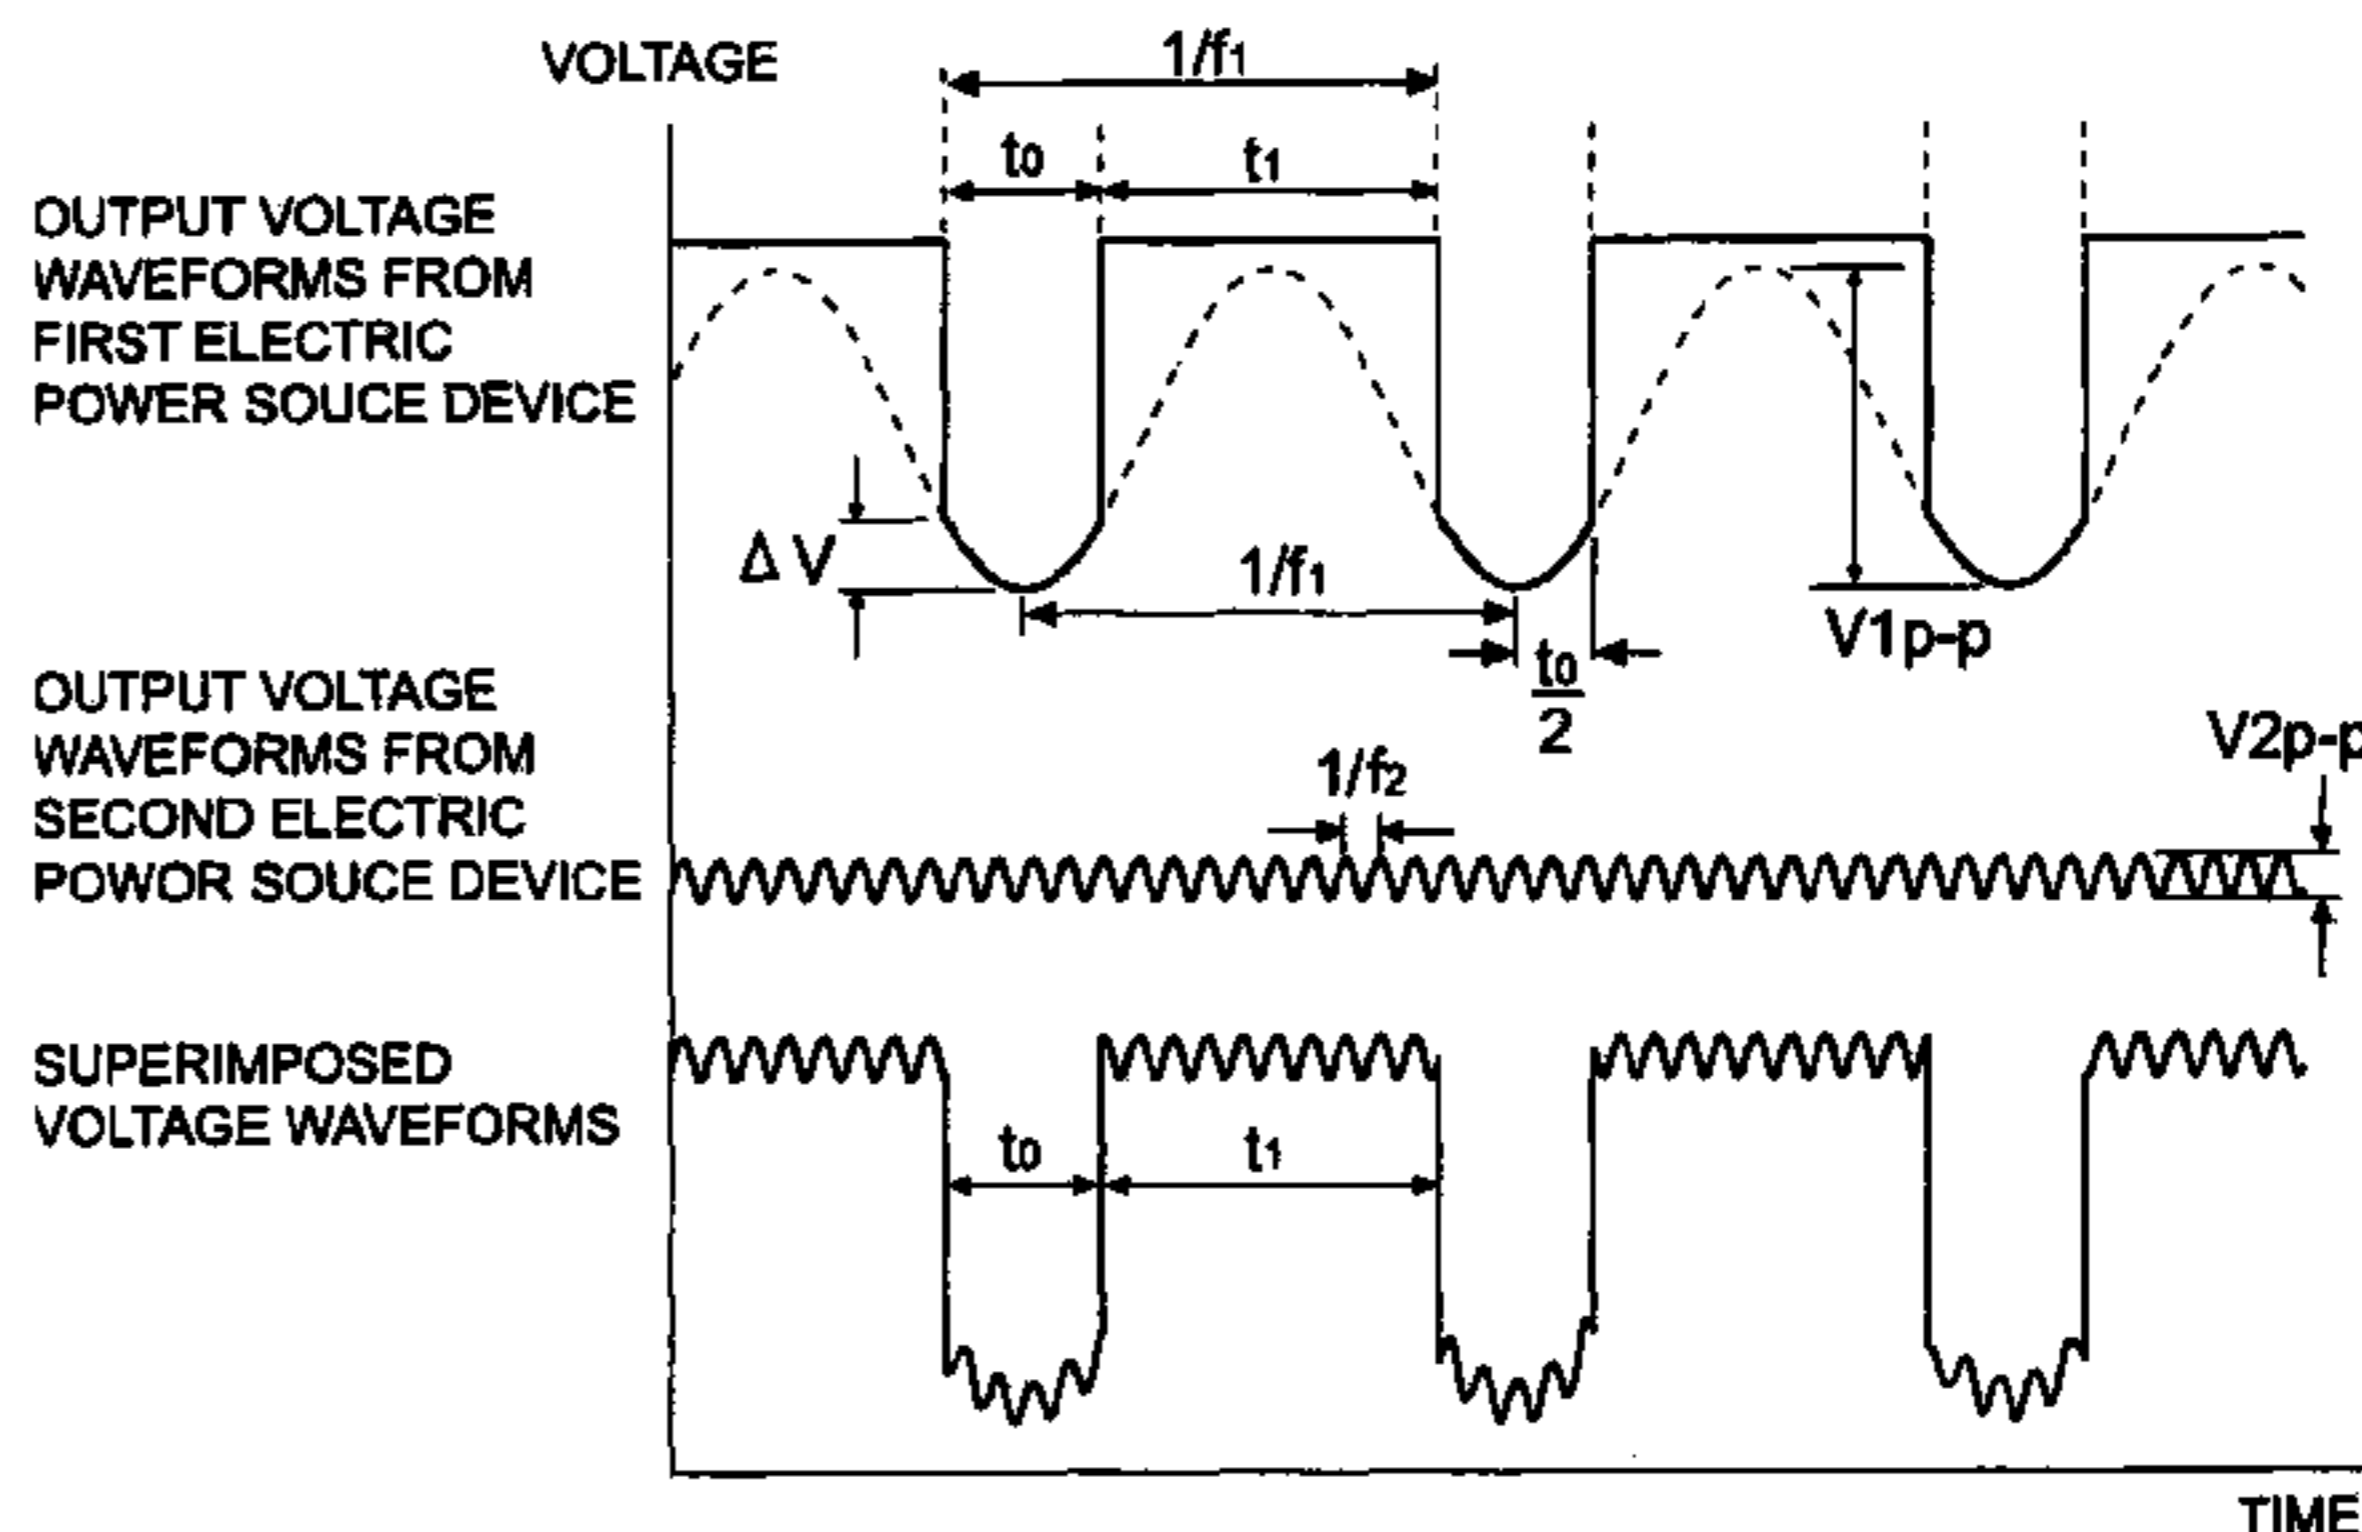 VOLTAGE
1/f1
t0
t1
OUTPUT VOLTAGE
WAVEFORMS FROM
FIRST ELECTRIC
POWER SOUCE DEVICE
Δ V
1/f1
V1p-p
t0
2
OUTPUT VOLTAGE
WAVEFORMS FROM
SECOND ELECTRIC
POWOR SOUCE DEVICE
1/f2
V2p-p
SUPERIMPOSED
VOLTAGE WAVEFORMS
t0
t1
TIME